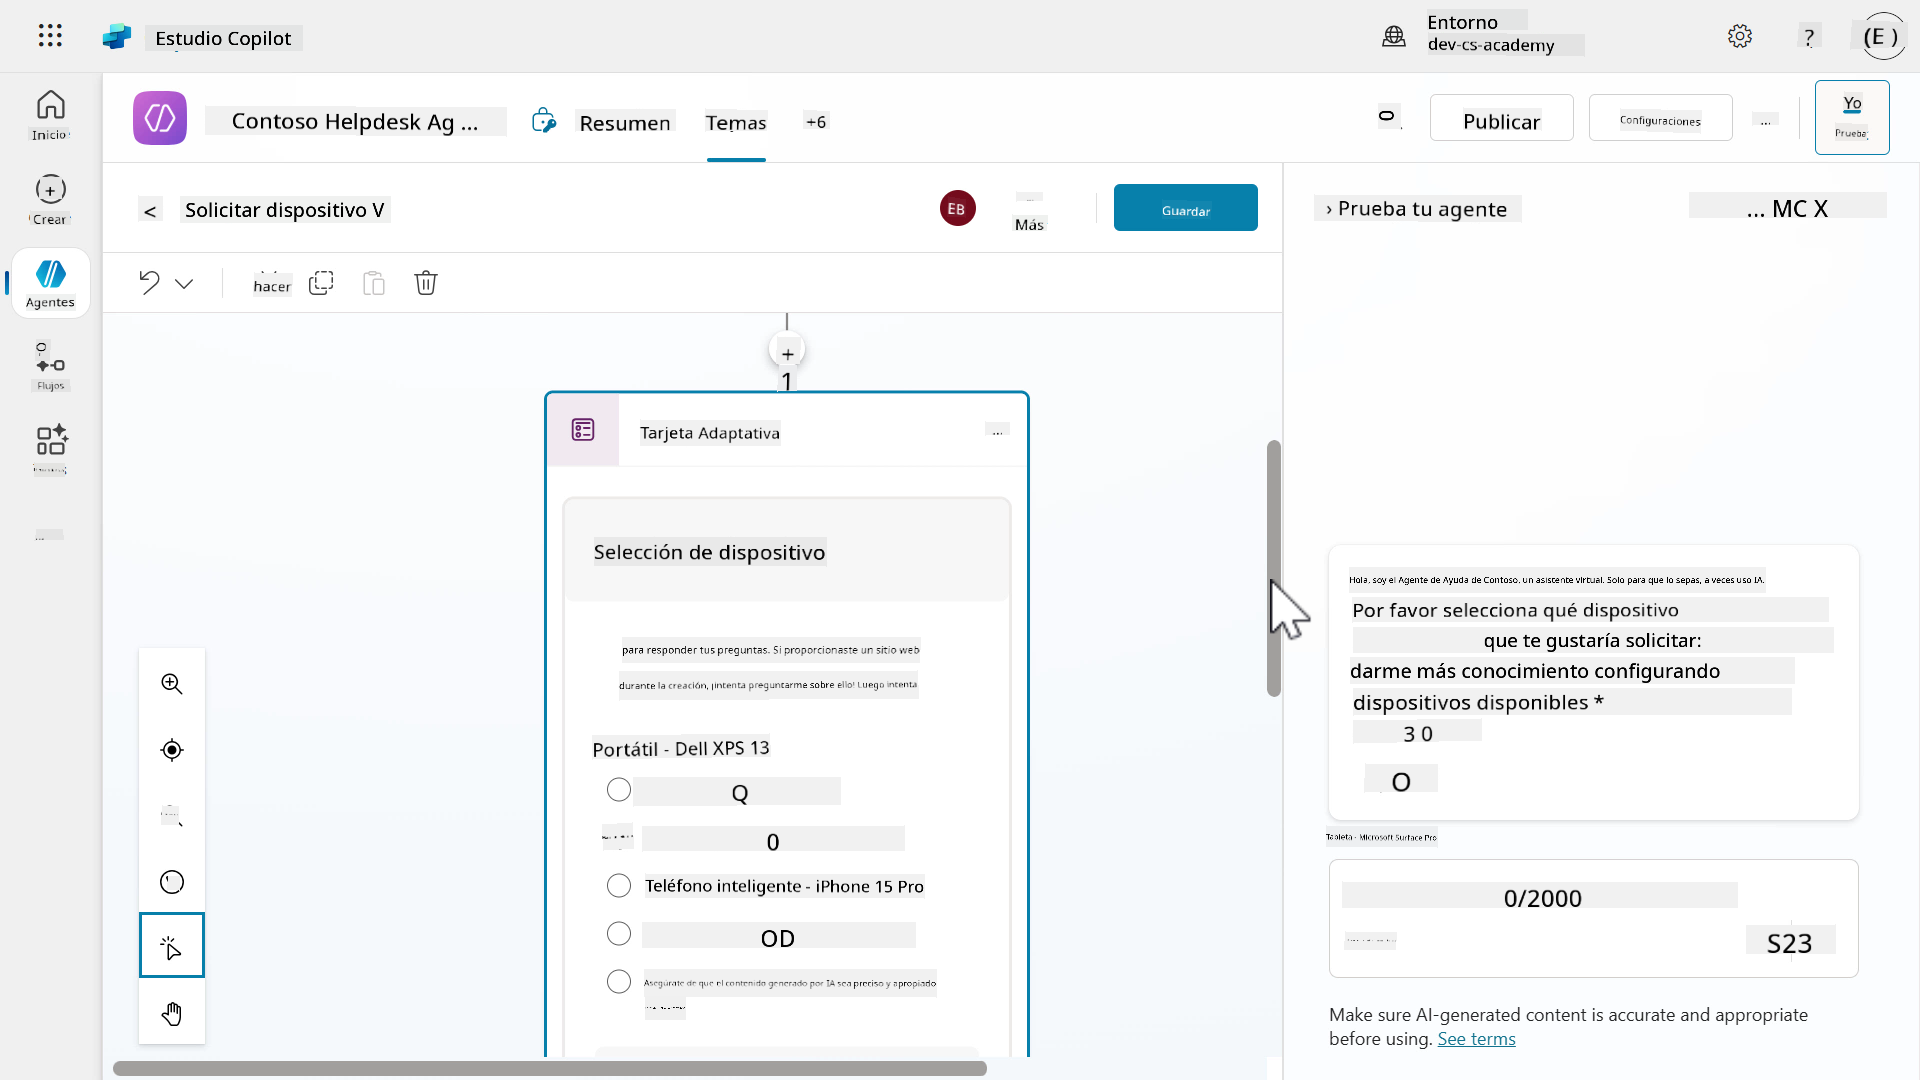 Estudio Copilot
Entorno
dev-cs-academy
?
(E )
Inicio
Crear
Agentes
Flujos
Contoso Helpdesk Ag ...
Resumen
Temas
+6
Publicar
Configuraciones
...
Yo
Prueba
<
Solicitar dispositivo V
EB
Más
Guardar
hacer
+
1
Tarjeta Adaptativa
...
Selección de dispositivo
para responder tus preguntas. Si proporcionaste un sitio web
durante la creación, ¡intenta preguntarme sobre ello! Luego intenta
Portátil - Dell XPS 13
Q
0
Teléfono inteligente - iPhone 15 Pro
OD
Asegúrate de que el contenido generado por IA sea preciso y apropiado
› Prueba tu agente
... MC X
Hola, soy el Agente de Ayuda de Contoso, un asistente virtual. Solo para que lo sepas, a veces uso IA.
Por favor selecciona qué dispositivo
que te gustaría solicitar:
darme más conocimiento configurando
dispositivos disponibles *
3 0
O
Tableta - Microsoft Surface Pro
0/2000
S23
Make sure AI-generated content is accurate and appropriate
before using. See terms